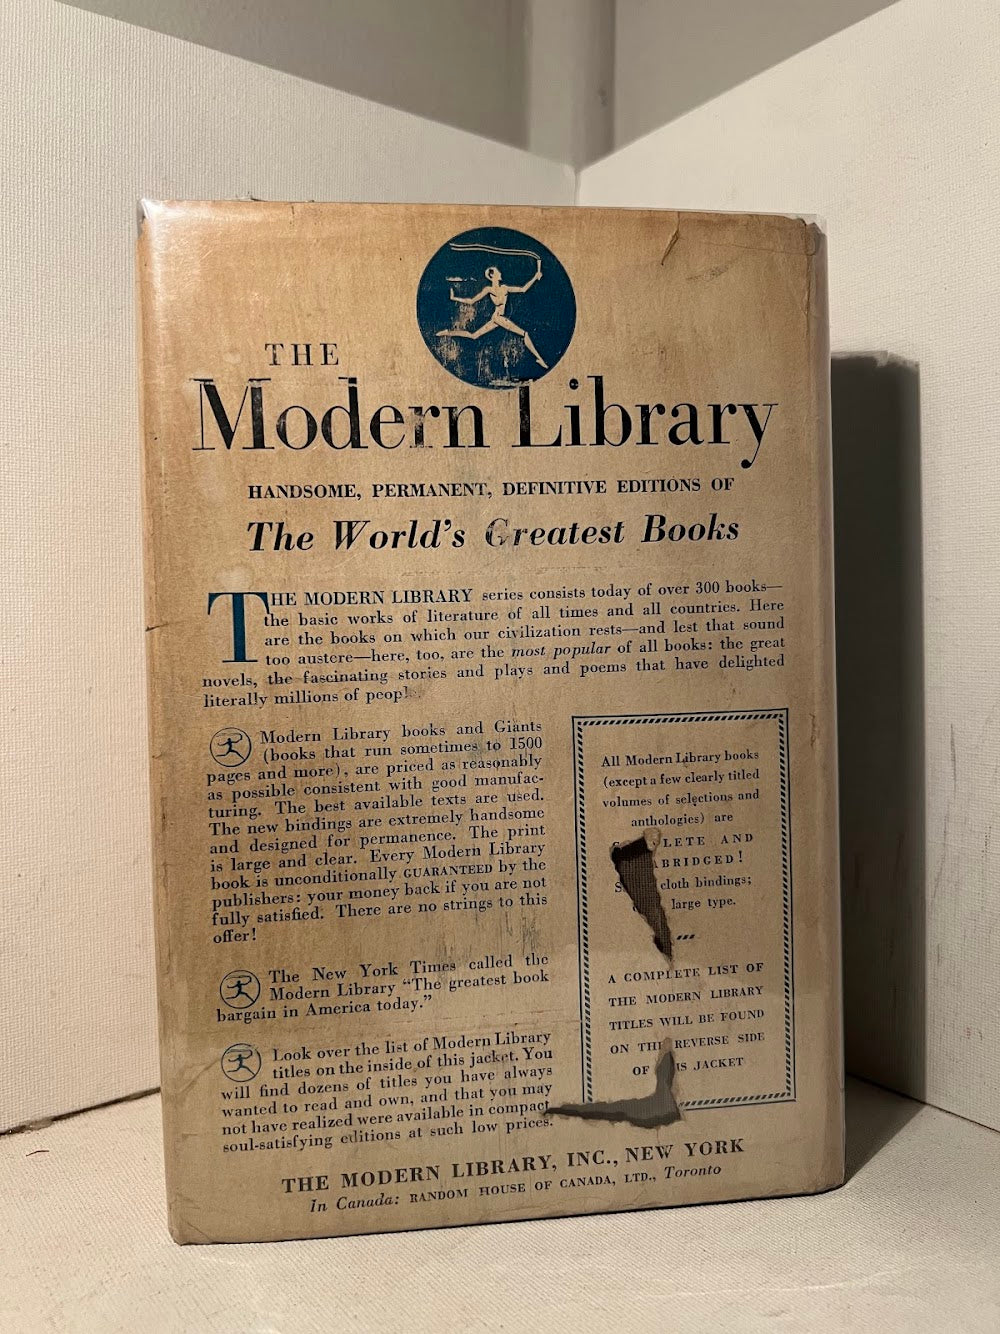 THE
Modern Library
HANDSOME, PERMANENT, DEFINITIVE EDITIONS OF
The World's Greatest Books
THE MODERN LIBRARY series consists today of over 300 books—
the basic works of literature of all times and all countries. Here
are the books on which our civilization rests—and lest that sound
too austere—here, too, are the most popular of all books: the great
novels, the fascinating stories and plays and poems that have delighted
literally millions of
Modern Library books and Giants
(books that run sometimes to 1500
pages and more), are priced as reasonably
as possible consistent with good manufac-
turing. The best available texts are used.
The new bindings are extremely handsome
and designed for permanence. The print
is large and clear. Every Modern Library
book is unconditionally GUARANTEED by the
publishers: your money back if you are not
fully satisfied. There are no strings to this
offer!
The New York Times called the
Modern Library "The greatest book
bargain in America today."
Look over the list of Modern Library
titles on the inside of this jacket. You
will find dozens of titles you have always
wanted to read and own, and that you may
not have realized were available in compact
soul-satisfying editions at such low prices.
All Modern Library books
(except a few clearly titled
volumes of selections and
anthologies) are
AND
cloth bindings;
large type.
A COMPLETE LIST OF
THE MODERN LIBRARY
TITLES WILL BE FOUND
ON THE REVERSE SIDE
OF JACKET
THE MODERN LIBRARY, INC., NEW YORK
In Canada: RANDOM HOUSE OF CANADA, LTD., Toronto